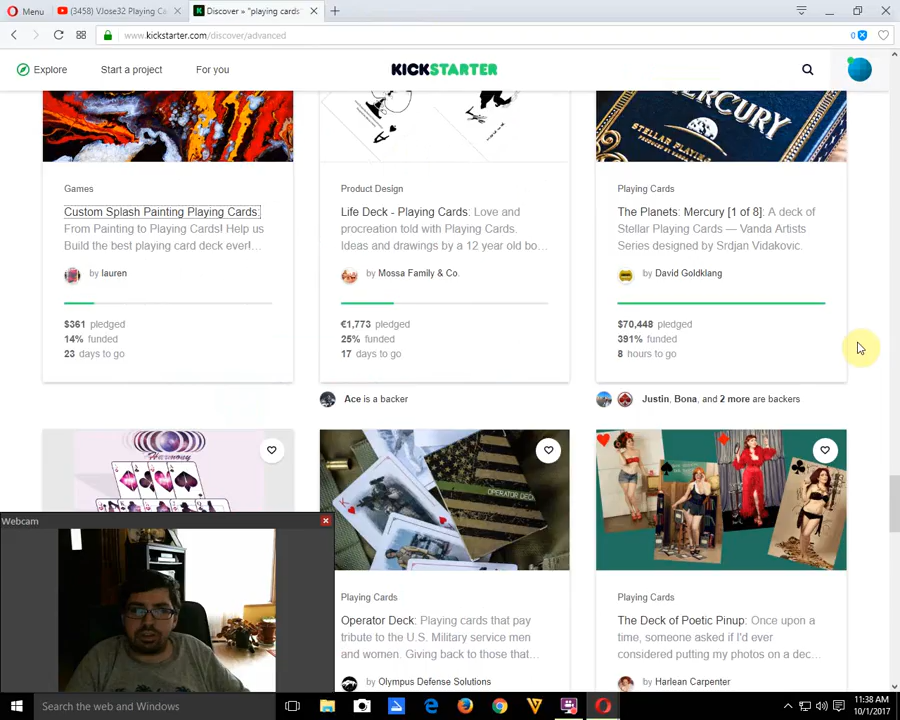 Menu
(3458) VJose32 Playing Ca
Discover » "playing cards"
www.kickstarter.com/discover/advanced
0
Explore
Start a project
For you
KICKSTARTER
MERCURY
STELLAR PLAYIN
Games
Custom Splash Painting Playing Cards:
From Painting to Playing Cards! Help us
Build the best playing card deck ever!...
by lauren
$361 pledged
14% funded
23 days to go
Product Design
Life Deck - Playing Cards: Love and
procreation told with Playing Cards.
Ideas and drawings by a 12 year old bo...
by Mossa Family & Co.
€1,773 pledged
25% funded
17 days to go
Ace is a backer
Playing Cards
The Planets: Mercury [1 of 8]: A deck of
Stellar Playing Cards — Vanda Artists
Series designed by Srdjan Vidakovic.
by David Goldklang
$70,448 pledged
391% funded
8 hours to go
Justin, Bona, and 2 more are backers
Harmony
OPERATOR DECK
Webcam
Playing Cards
Operator Deck: Playing cards that pay
tribute to the U.S. Military service men
and women. Giving back to those that...
by Olympus Defense Solutions
Playing Cards
The Deck of Poetic Pinup: Once upon a
time, someone asked if I'd ever
considered putting my photos on a dec...
by Harlean Carpenter
Search the web and Windows
11:38 AM
10/1/2017